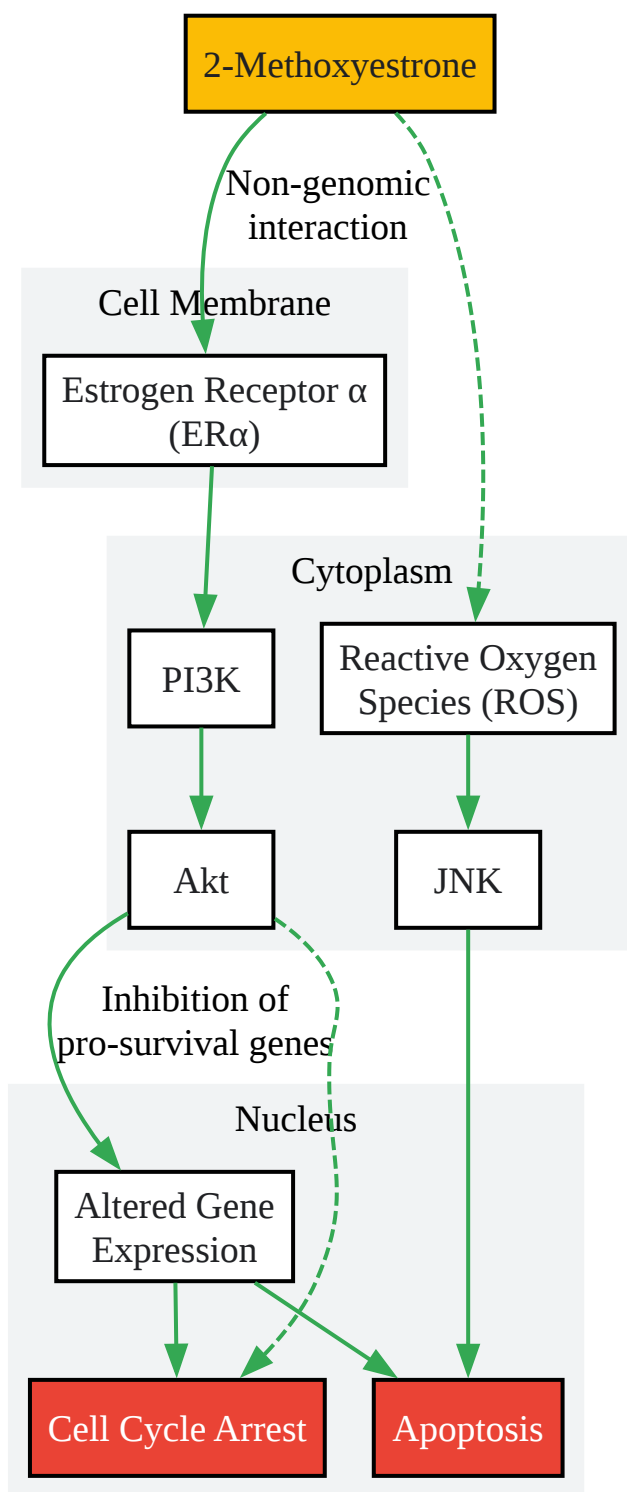 2-Methoxyestrone
Non-genomic
interaction
Cell Membrane
Estrogen Receptor α
(ERα)
Cytoplasm
PI3K
Reactive Oxygen
Species (ROS)
Akt
JNK
Inhibition of
pro-survival genes
Nucleus
Altered Gene
Expression
Cell Cycle Arrest
Apoptosis